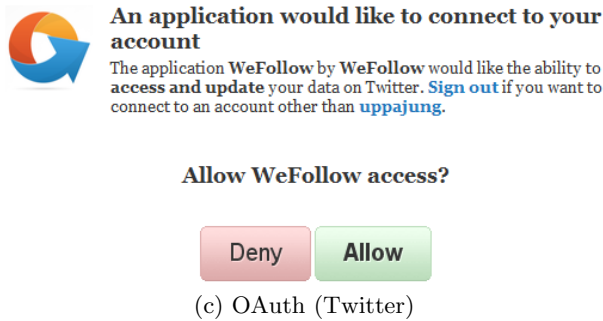 An application would like to connect to your
account
The application WeFollow by WeFollow would like the ability to
access and update your data on Twitter. Sign out if you want to
connect to an account other than uppajung.
Allow WeFollow access?
Deny Allow
(c) OAuth (Twitter)